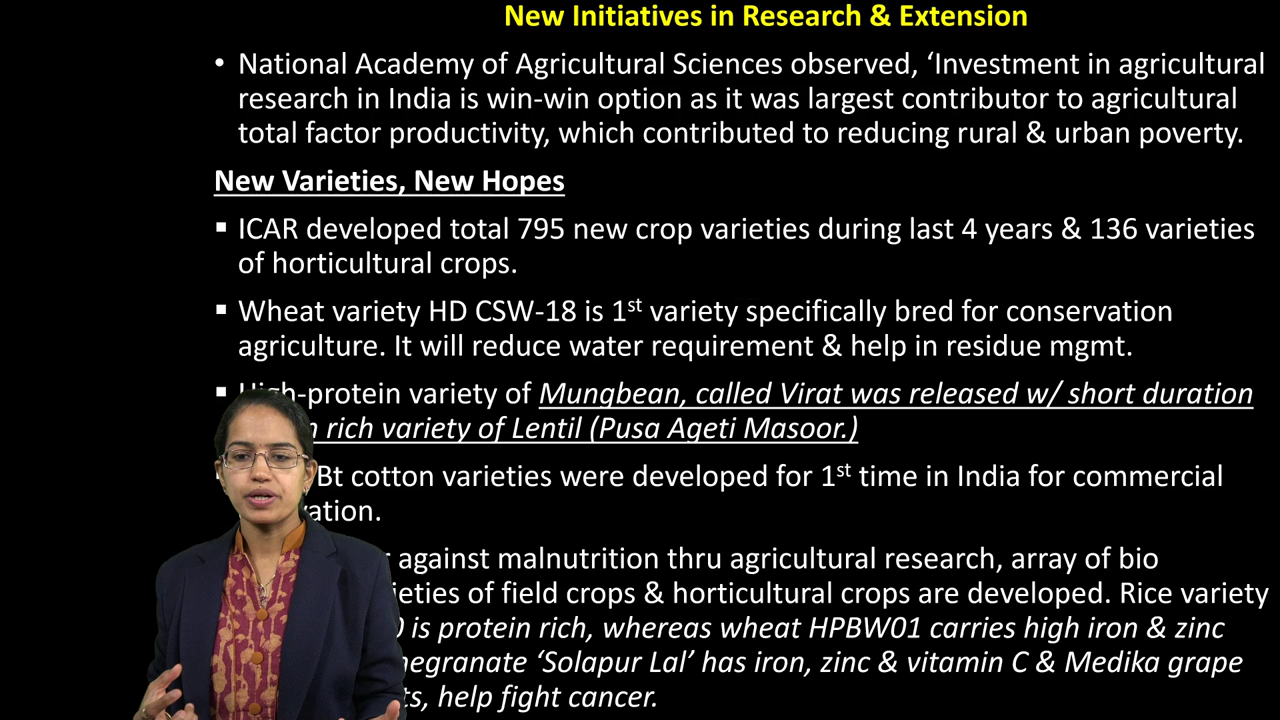 New Initiatives in Research & Extension
• National Academy of Agricultural Sciences observed, ‘Investment in agricultural
research in India is win-win option as it was largest contributor to agricultural
total factor productivity, which contributed to reducing rural & urban poverty.
New Varieties, New Hopes
▪ ICAR developed total 795 new crop varieties during last 4 years & 136 varieties
of horticultural crops.
▪ Wheat variety HD CSW-18 is 1st variety specifically bred for conservation
agriculture. It will reduce water requirement & help in residue mgmt.
▪ High-protein variety of Mungbean, called Virat was released w/ short duration
rich variety of Lentil (Pusa Ageti Masoor.)
Bt cotton varieties were developed for 1st time in India for commercial
against malnutrition thru agricultural research, array of bio
of field crops & horticultural crops are developed. Rice variety
is protein rich, whereas wheat HPBW01 carries high iron & zinc
‘Solapur Lal’ has iron, zinc & vitamin C & Medika grape
help fight cancer.